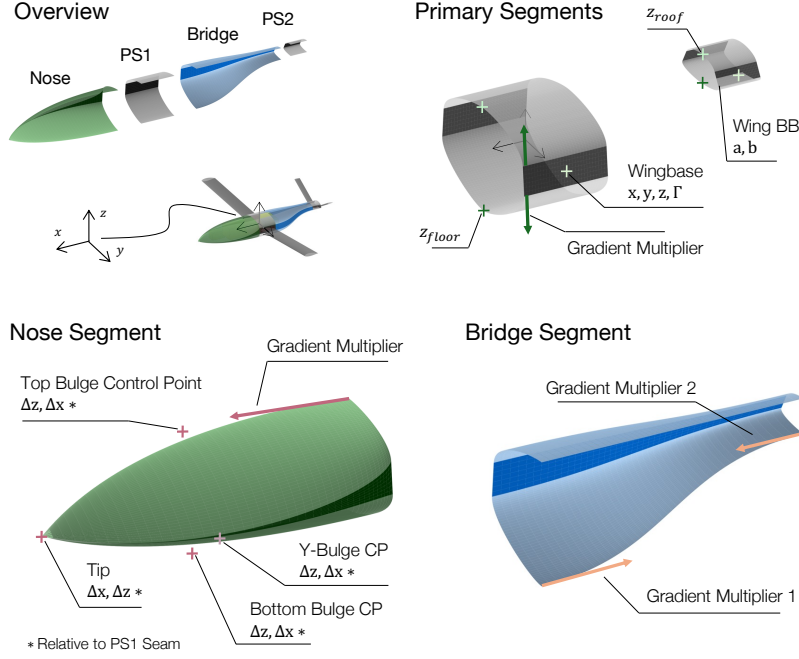 Overview
Nose
PS1
Bridge
PS2
x
z
y
Primary Segments
z_roof
Wing BB
a, b
Wingbase
x, y, z, Γ
z_floor
Gradient Multiplier
Nose Segment
Gradient Multiplier
Top Bulge Control Point
Δz, Δx *
Tip
Δx, Δz *
Y-Bulge CP
Δz, Δx *
Bottom Bulge CP
Δz, Δx *
* Relative to PS1 Seam
Bridge Segment
Gradient Multiplier 2
Gradient Multiplier 1